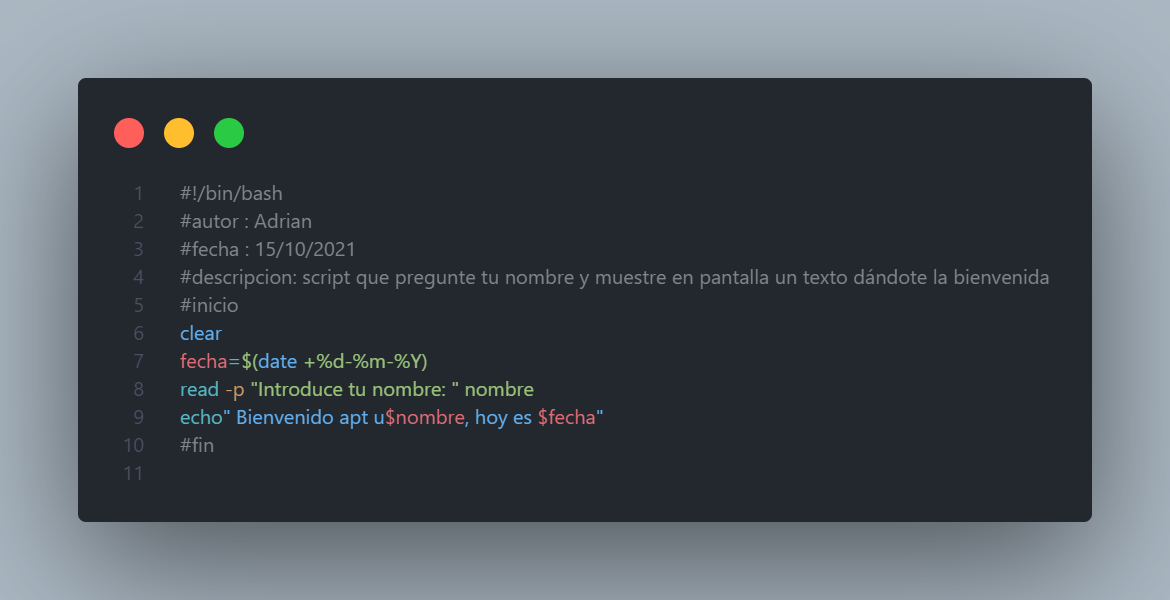 1 #!/bin/bash
2 #autor : Adrian
3 #fecha : 15/10/2021
4 #descripcion: script que pregunte tu nombre y muestre en pantalla un texto dándote la bienvenida
5 #inicio
6 clear
7 fecha=$(date +%d-%m-%Y)
8 read -p "Introduce tu nombre: " nombre
9 echo" Bienvenido apt u$nombre, hoy es $fecha"
10 #fin
11